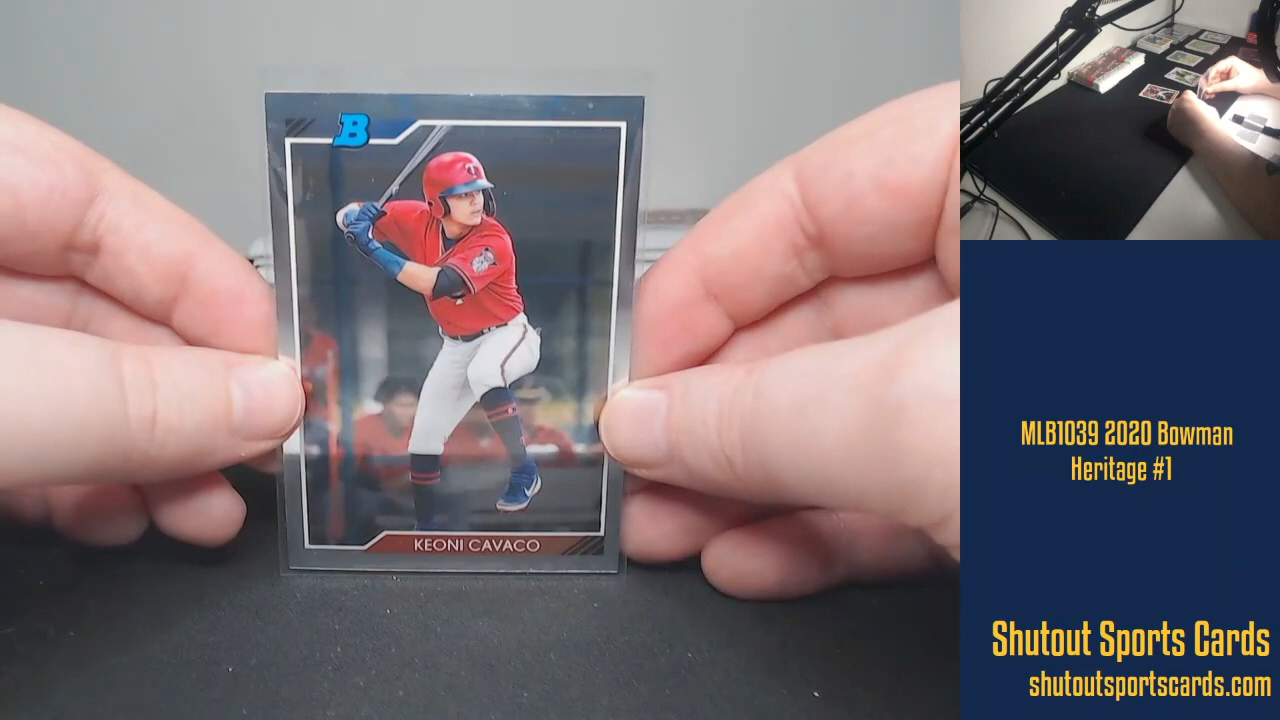 B
T
KEONI CAVACO
MLB1039 2020 Bowman
Heritage #1
Shutout Sports Cards
shutoutsportscards.com